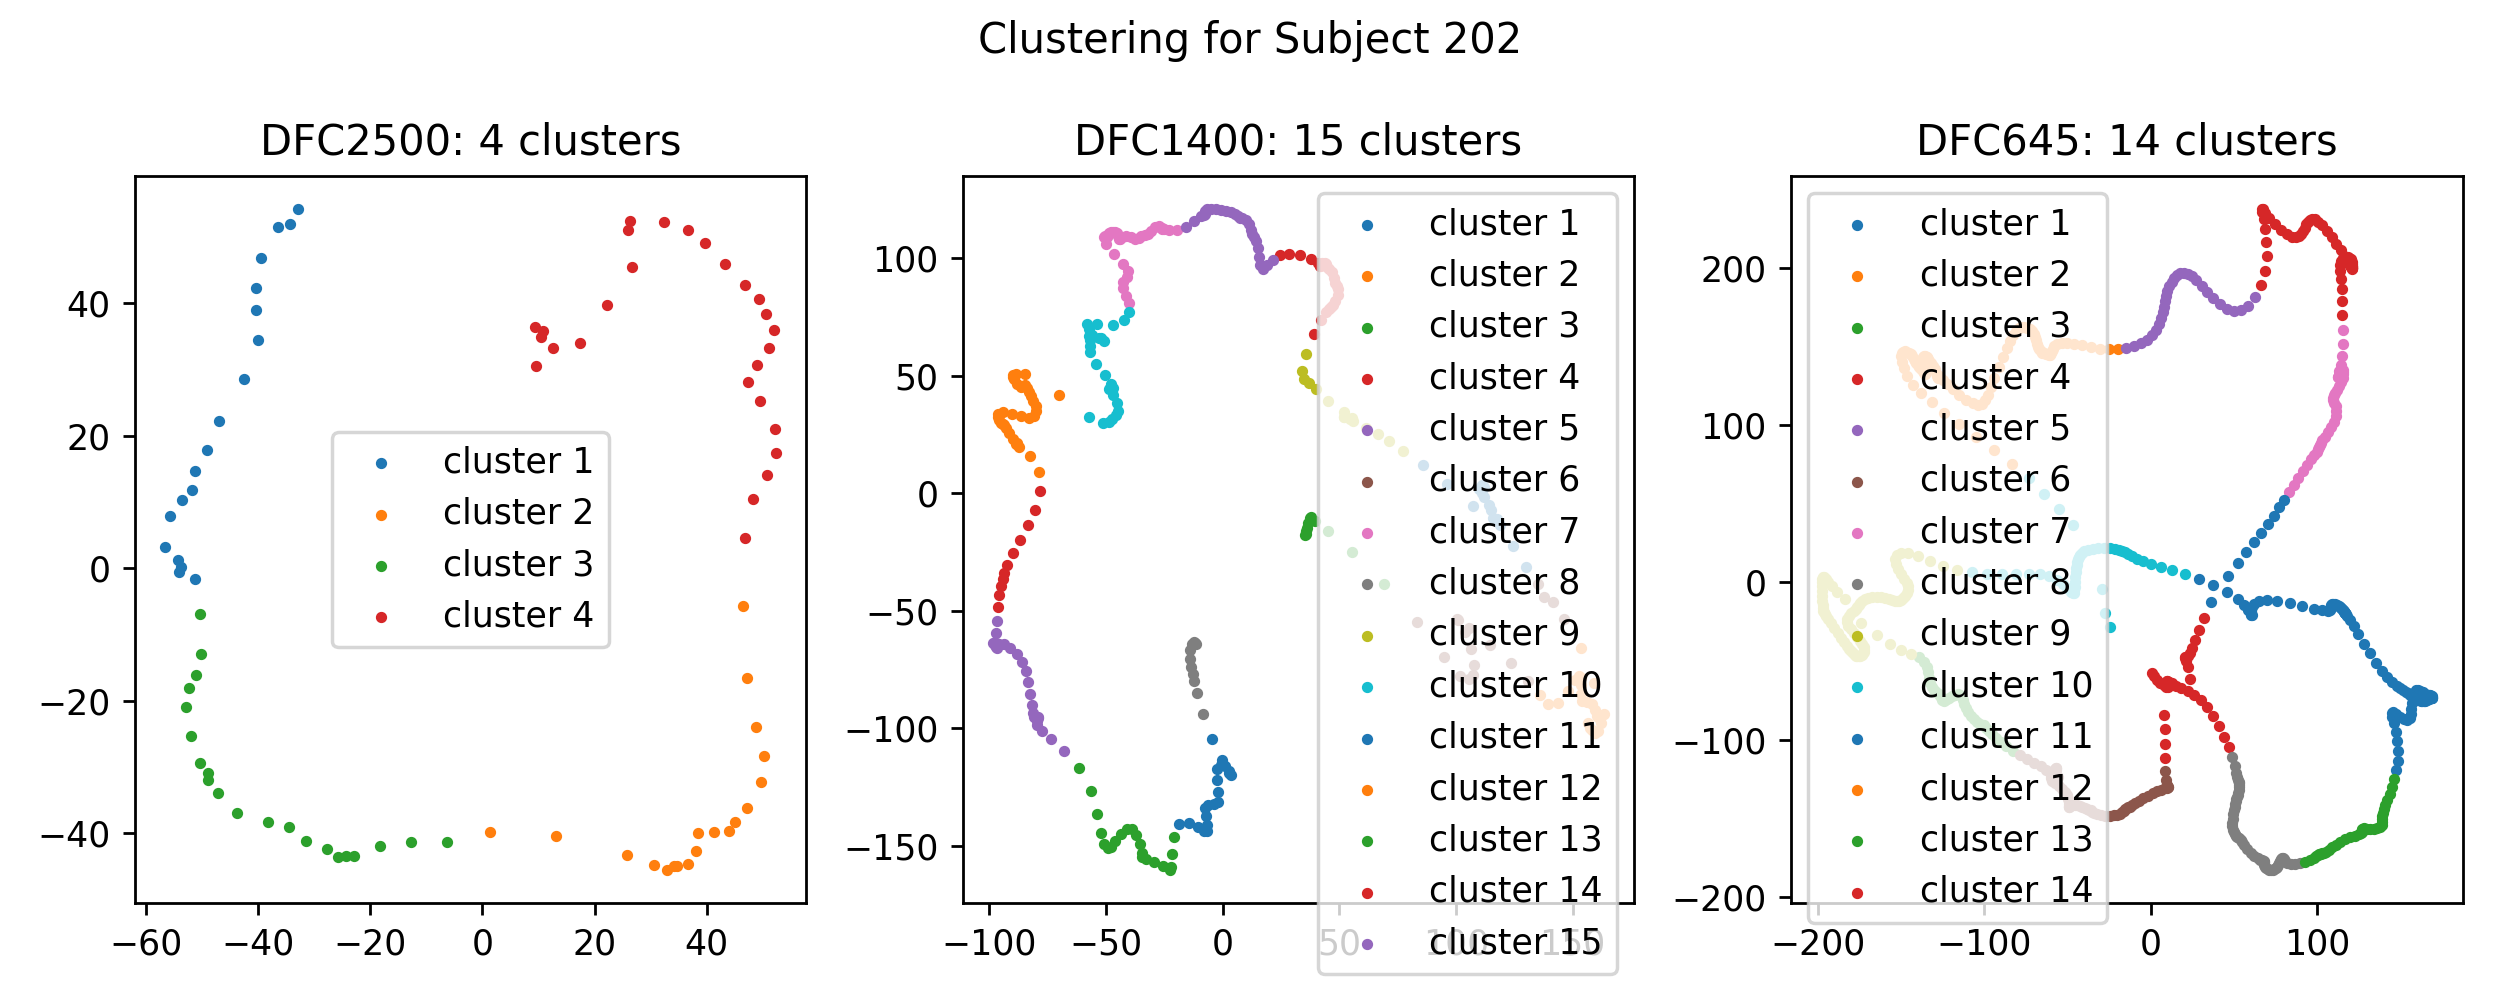 Clustering for Subject 202
DFC2500: 4 clusters
40
20
0
−20
−40
−60
−40
−20
0
20
40
cluster 1
cluster 2
cluster 3
cluster 4
DFC1400: 15 clusters
100
50
0
−50
−100
−150
−100
−50
0
50
100
150
cluster 1
cluster 2
cluster 3
cluster 4
cluster 5
cluster 6
cluster 7
cluster 8
cluster 9
cluster 10
cluster 11
cluster 12
cluster 13
cluster 14
cluster 15
DFC645: 14 clusters
200
100
0
−100
−200
−200
−100
0
100
cluster 1
cluster 2
cluster 3
cluster 4
cluster 5
cluster 6
cluster 7
cluster 8
cluster 9
cluster 10
cluster 11
cluster 12
cluster 13
cluster 14